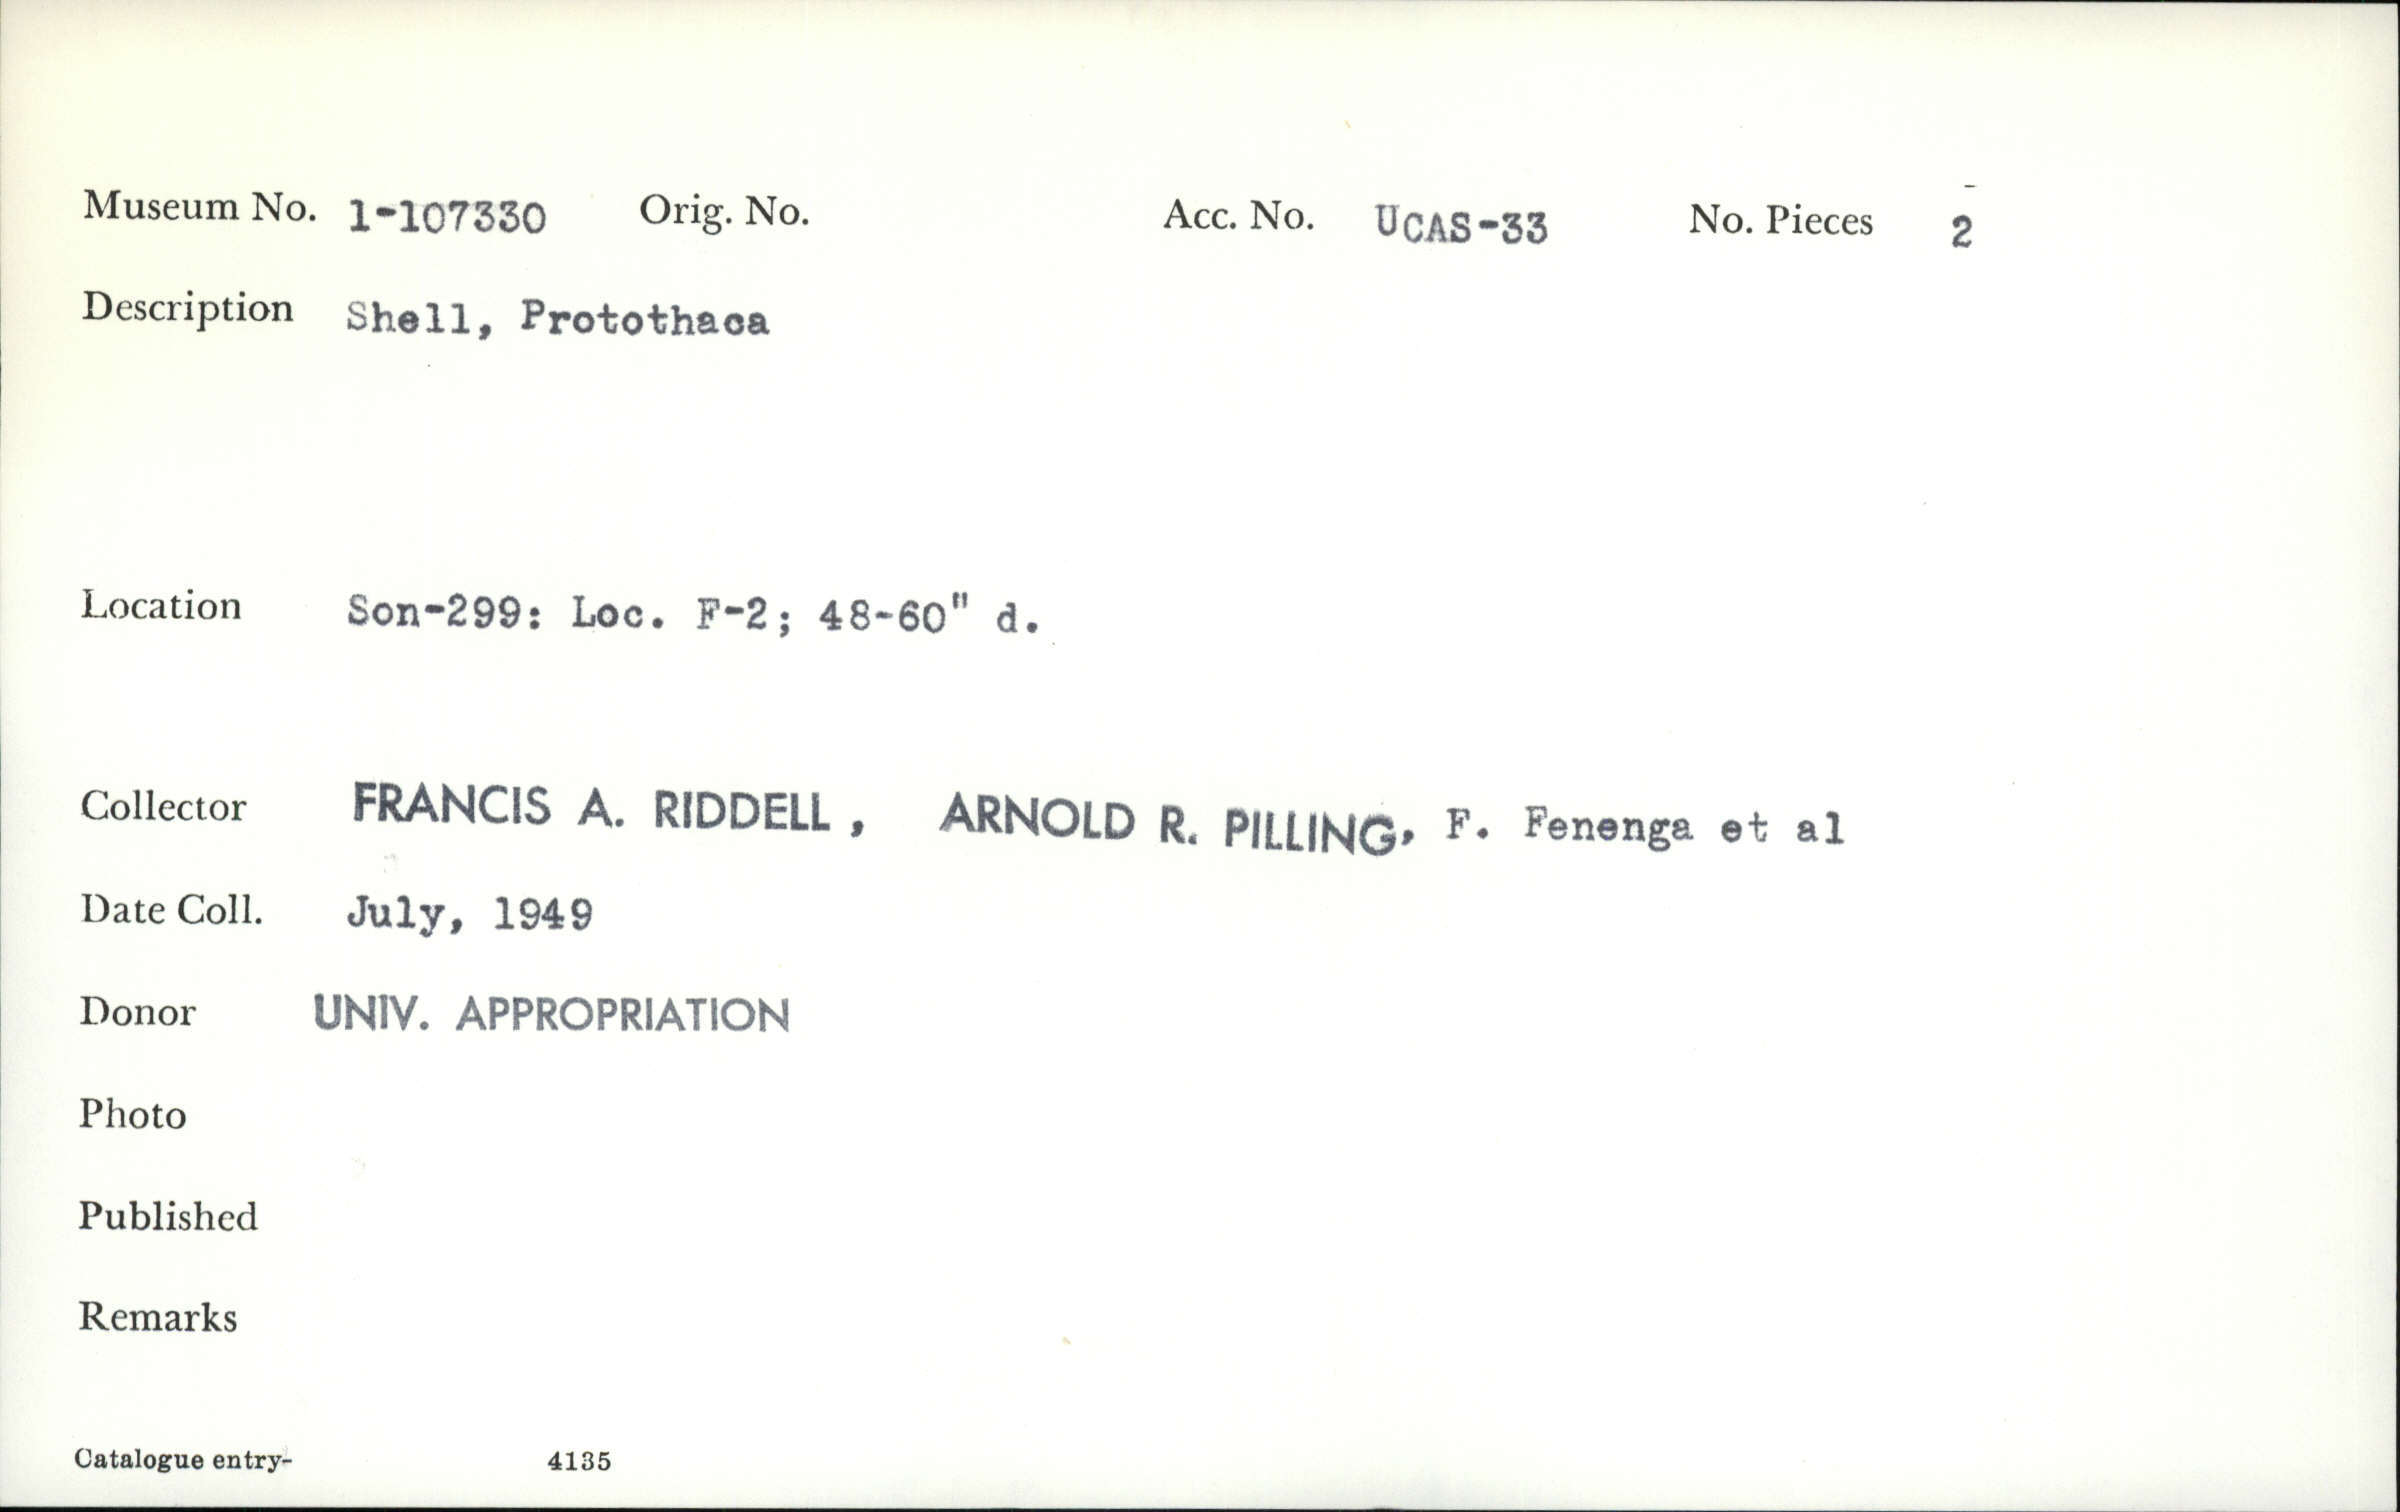 Museum No. 1-107330 Orig. No. Acc. No. UCAS-33 No. Pieces 2
Description Shell, Protothaca
Location Son-299: Loc. F-2; 48-60" d.
Collector FRANCIS A. RIDDELL, ARNOLD R. PILLING, F. Fenenga et al
Date Coll. July, 1949
Donor UNIV. APPROPRIATION
Photo
Published
Remarks
Catalogue entry- 4135